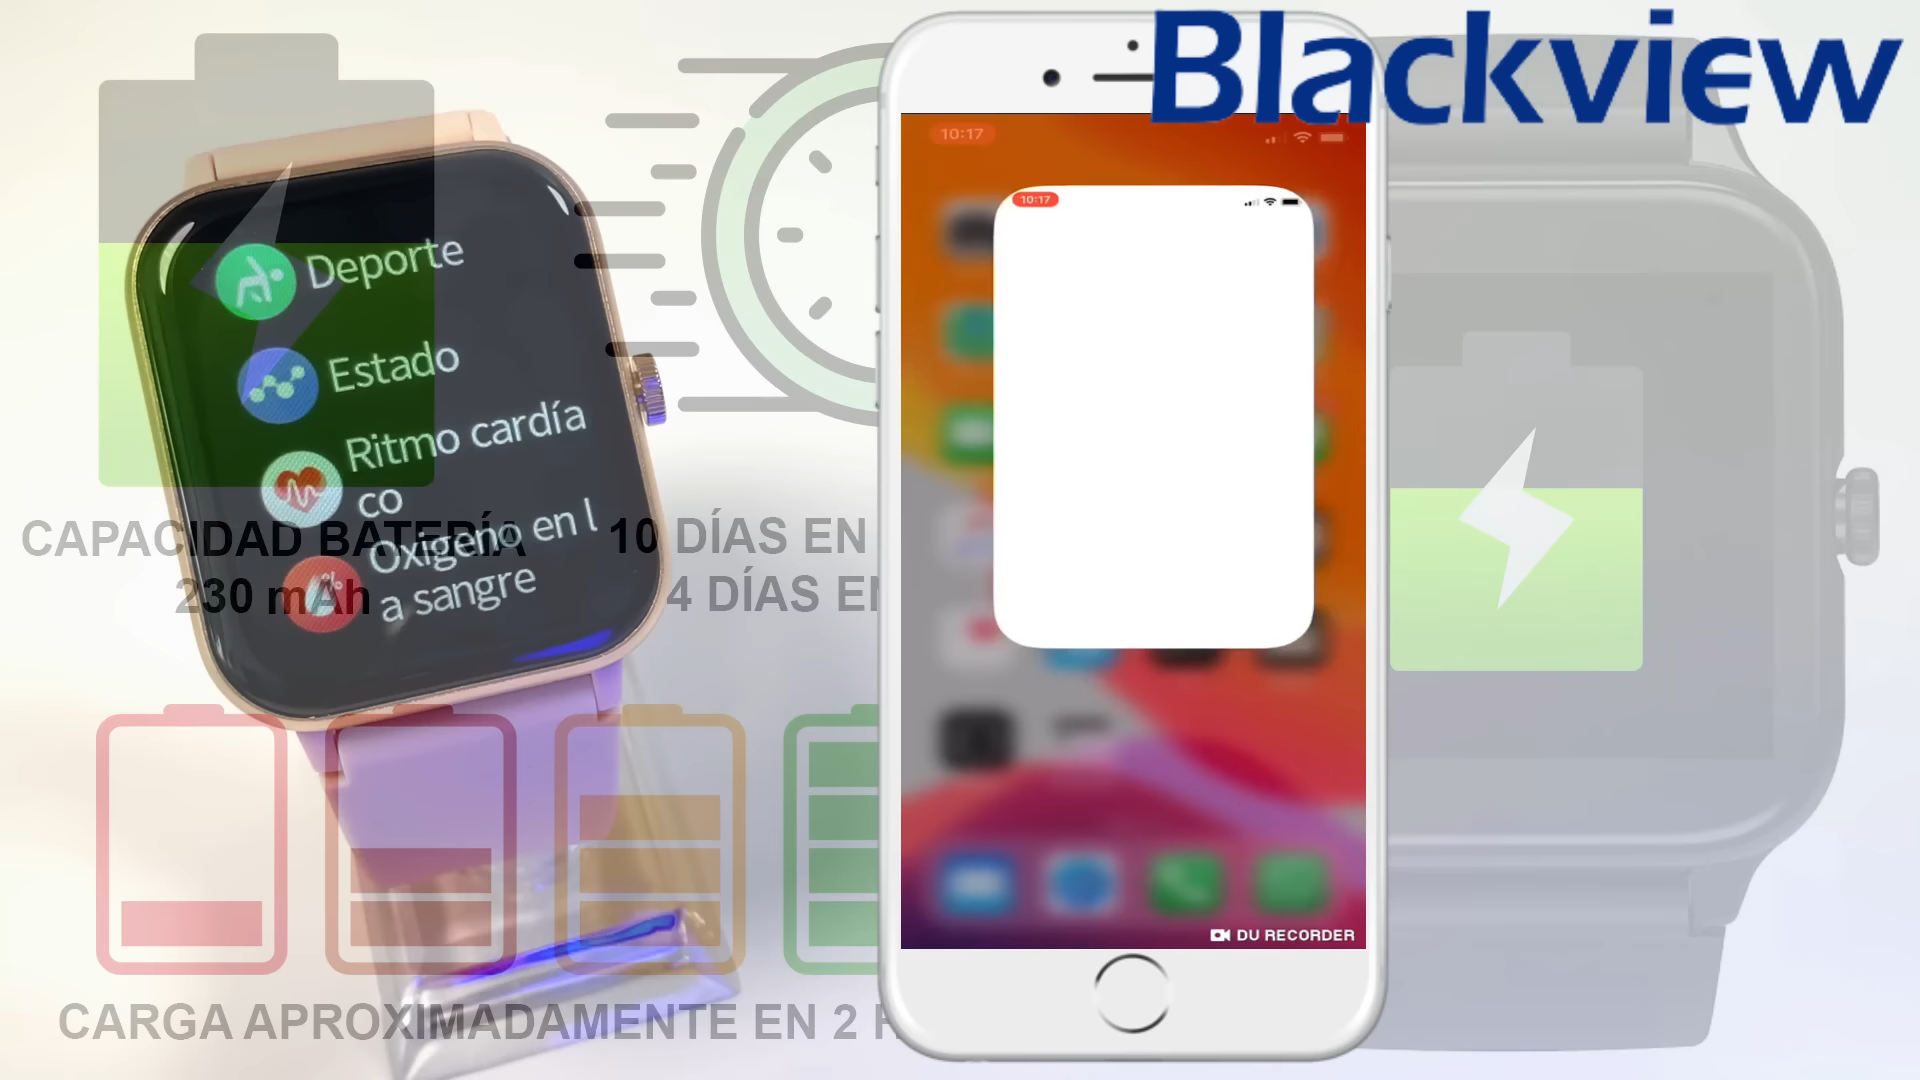 Blackview
10:17
10:17
Deporte
Estado
Ritmo cardía
co
Oxigeno en l
a sangre
CAPACIDAD BATERÍA
230 mAh
10 DÍAS EN
4 DÍAS EN
CARGA APROXIMADAMENTE EN 2
DU RECORDER